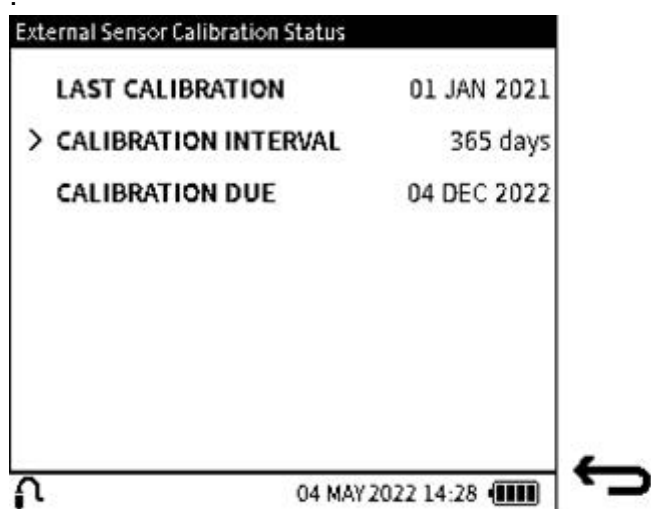 External Sensor Calibration Status
LAST CALIBRATION 01 JAN 2021
> CALIBRATION INTERVAL 365 days
CALIBRATION DUE 04 DEC 2022
04 MAY 2022 14:28